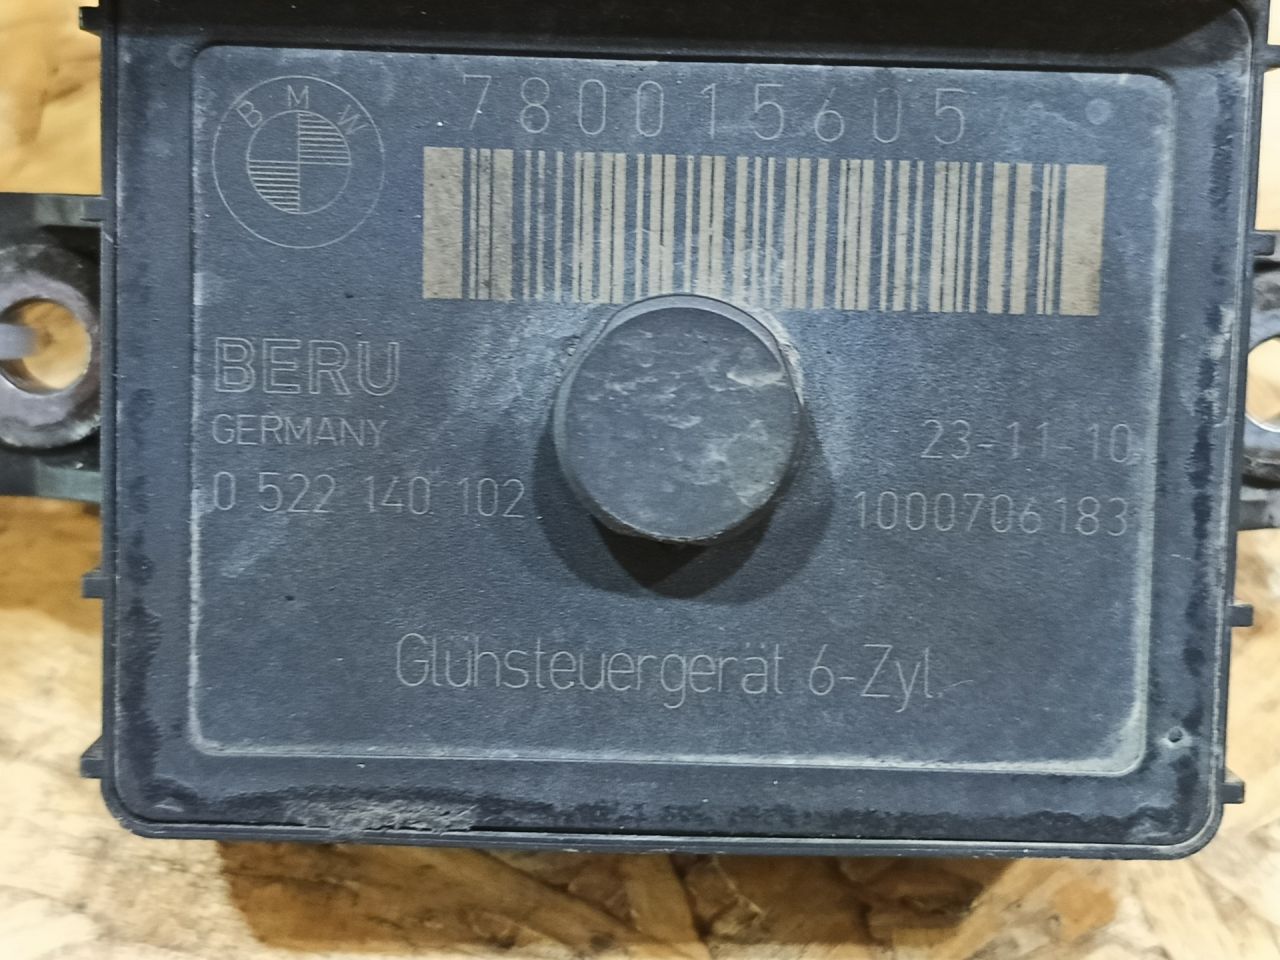 BMW
780015605
BERU
GERMANY
23-11-10
0 522 140 102
1000706183
Glühsteuergerät 6-Zyl.